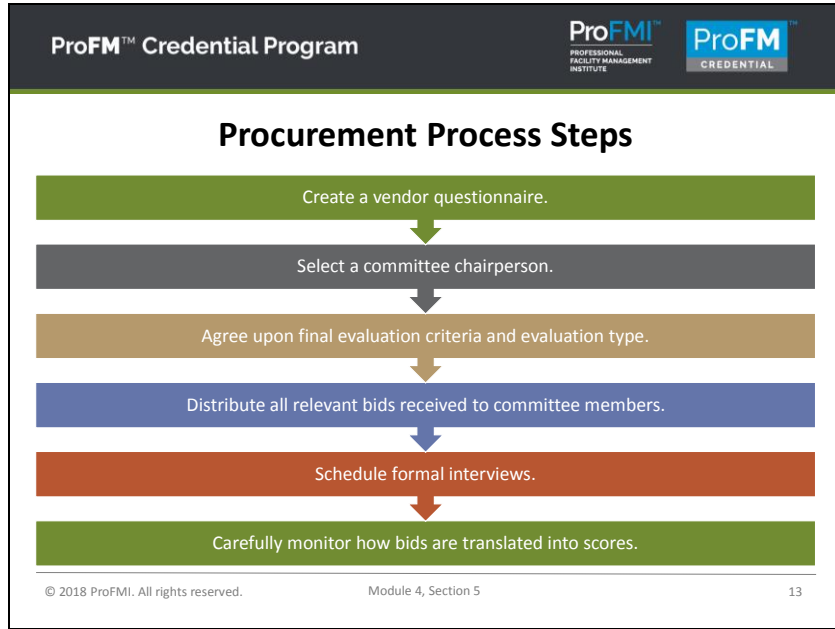 ProFM™ Credential Program
ProFMI™
PROFESSIONAL
FACILITY MANAGEMENT
INSTITUTE
ProFM™
CREDENTIAL
Procurement Process Steps
Create a vendor questionnaire.
Select a committee chairperson.
Agree upon final evaluation criteria and evaluation type.
Distribute all relevant bids received to committee members.
Schedule formal interviews.
Carefully monitor how bids are translated into scores.
© 2018 ProFMI. All rights reserved. Module 4, Section 5 13